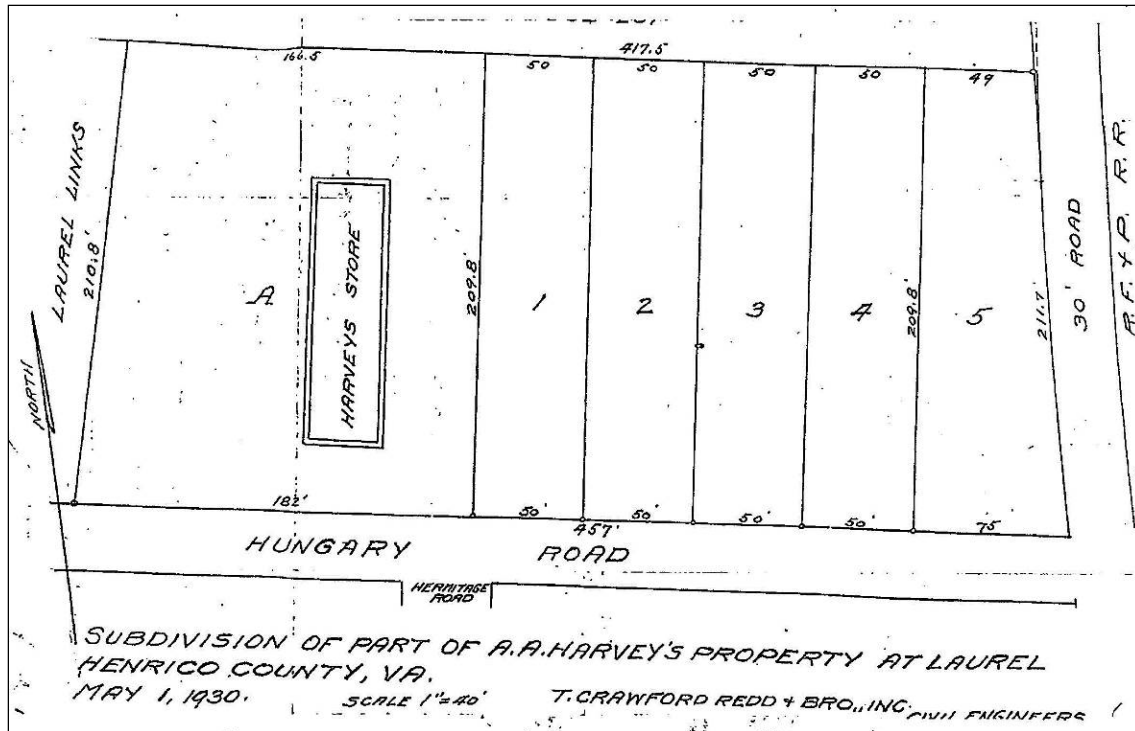 417.5
166.5 50 50 50 50 49
LAUREL LINKS
210.8'
A
HARVEYS STORE
209.8'
1
2
3
4
209.8'
5
211.7'
30' ROAD
R. F. & P. R. R.
NORTH
182' 50' 50' 50' 50' 75
457'
HUNGARY ROAD
HERMITAGE
ROAD
SUBDIVISION OF PART OF A.A. HARVEY'S PROPERTY AT LAUREL
HENRICO COUNTY, VA.
MAY 1, 1930. SCALE 1"=40' T. CRAWFORD REDD & BRO., INC.
CIVIL ENGINEERS